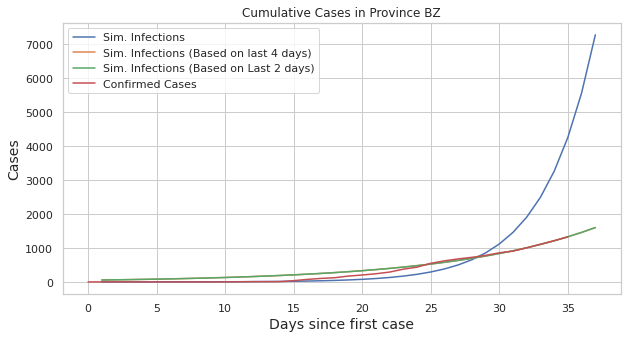 Cumulative Cases in Province BZ
Sim. Infections
Sim. Infections (Based on last 4 days)
Sim. Infections (Based on Last 2 days)
Confirmed Cases
Cases
7000
6000
5000
4000
3000
2000
1000
0
0 5 10 15 20 25 30 35
Days since first case